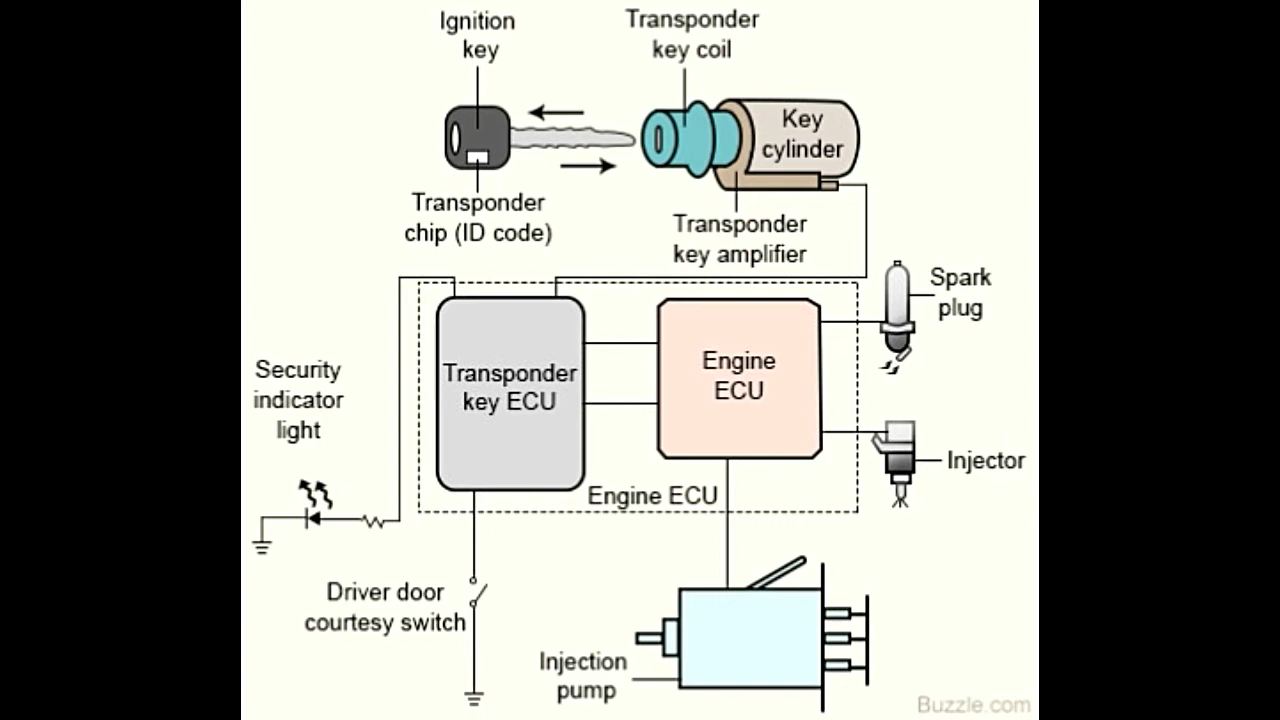 Ignition
key
Transponder
key coil
Key
cylinder
Transponder
chip (ID code)
Transponder
key amplifier
Spark
plug
Security
indicator
light
Transponder
key ECU
Engine
ECU
Injector
Engine ECU
Driver door
courtesy switch
Injection
pump
Buzzle.com